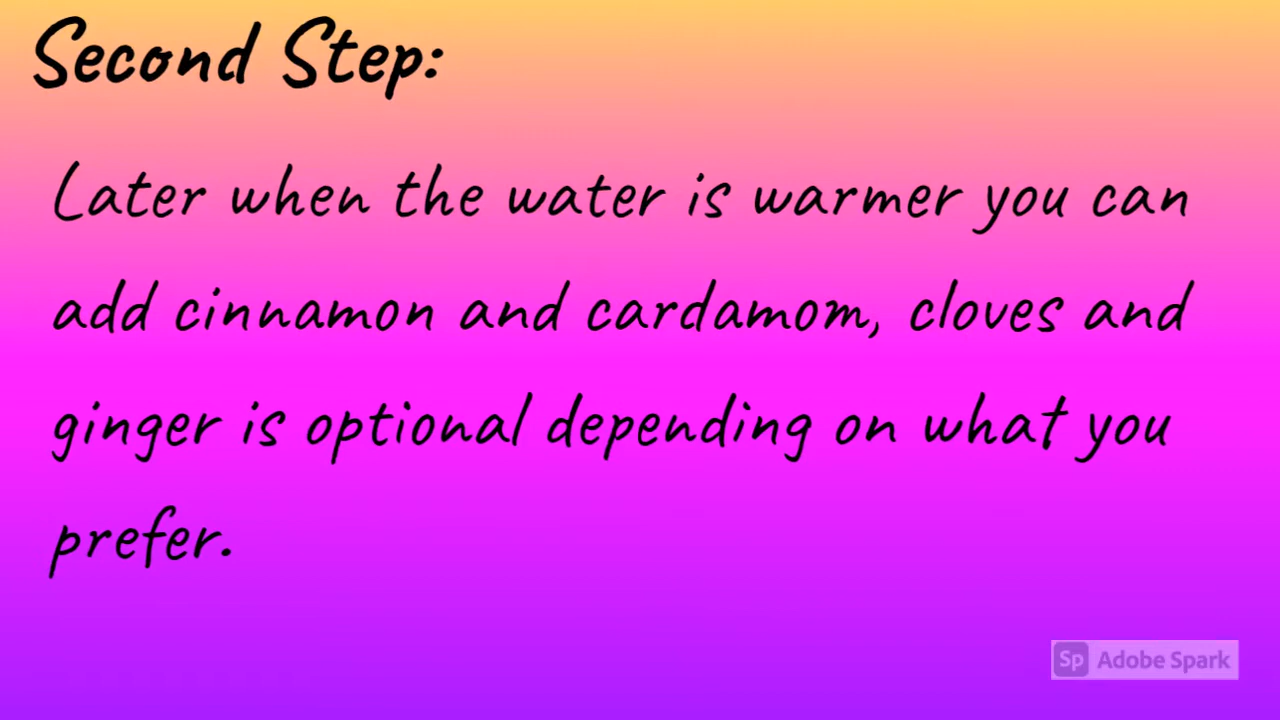 Second Step:
Later when the water is warmer you can
add cinnamon and cardamom, cloves and
ginger is optional depending on what you
prefer.
Sp Adobe Spark